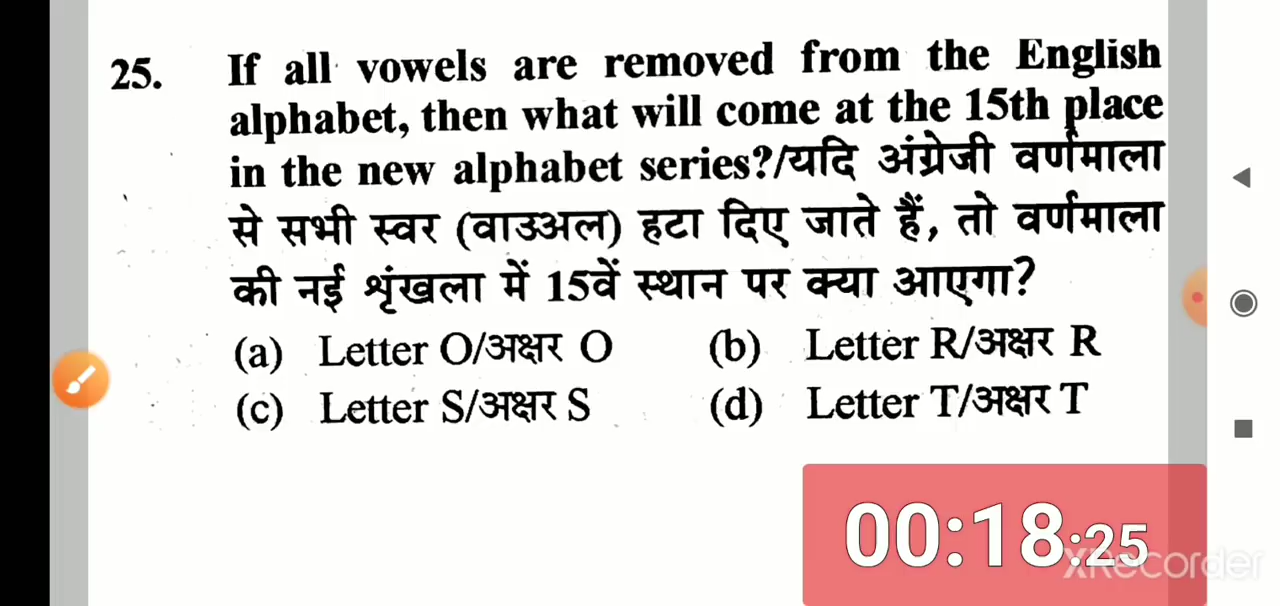 25. If all vowels are removed from the English
alphabet, then what will come at the 15th place
in the new alphabet series?/यदि अंग्रेजी वर्णमाला
से सभी स्वर (वाउअल) हटा दिए जाते हैं, तो वर्णमाला
की नई शृंखला में 15वें स्थान पर क्या आएगा?
(a) Letter O/अक्षर O (b) Letter R/अक्षर R
(c) Letter S/अक्षर S (d) Letter T/अक्षर T
00:18:25
XRecorder